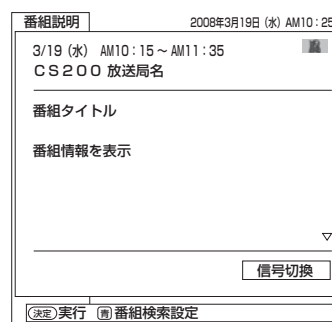 番組説明 2008年3月19日（水）AM10：25
3/19（水） AM10：15～AM11：35
ＣＳ２００ 放送局名
番組タイトル
番組情報を表示
信号切換
決定 実行 青 番組検索設定